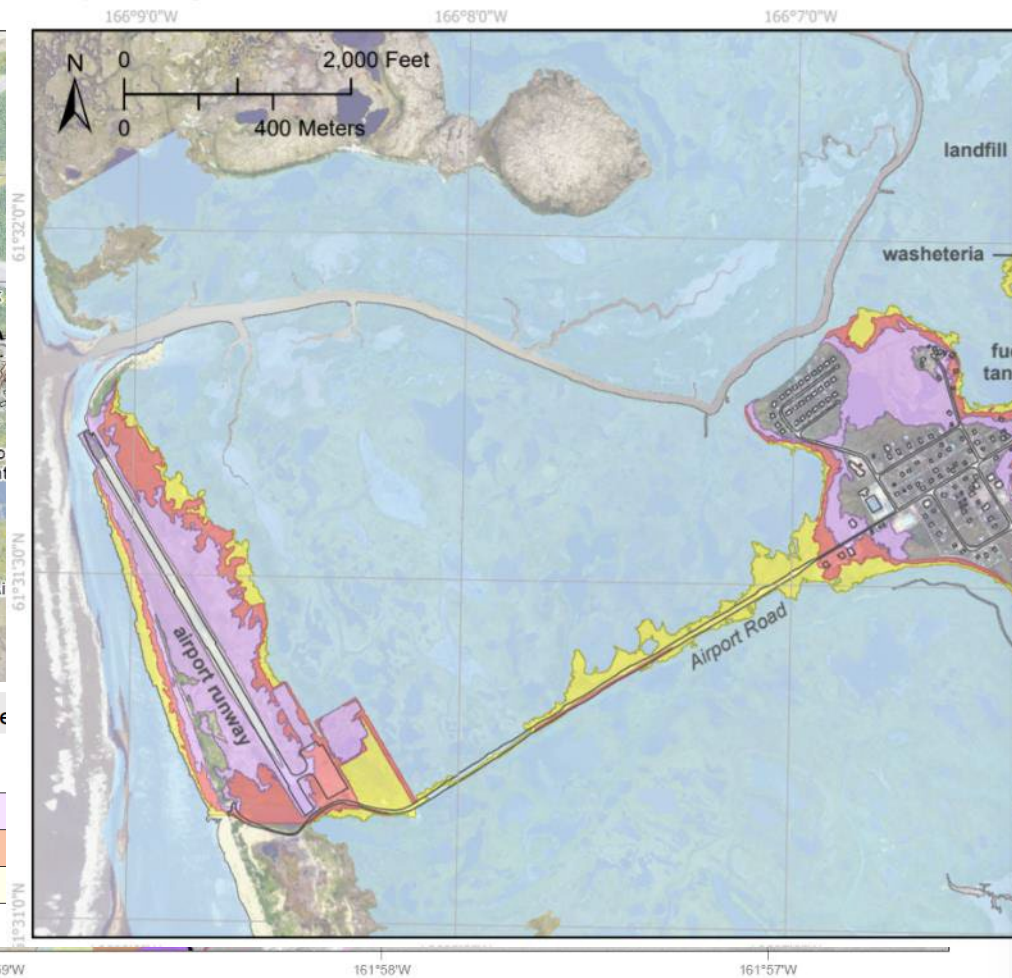 166°9'0"W
166°8'0"W
166°7'0"W
N
0
2,000 Feet
0
400 Meters
landfill
61°32'0"N
washeteria
61°31'30"N
airport runway
Airport Road
61°31'0"N
161°58'W
161°57'W